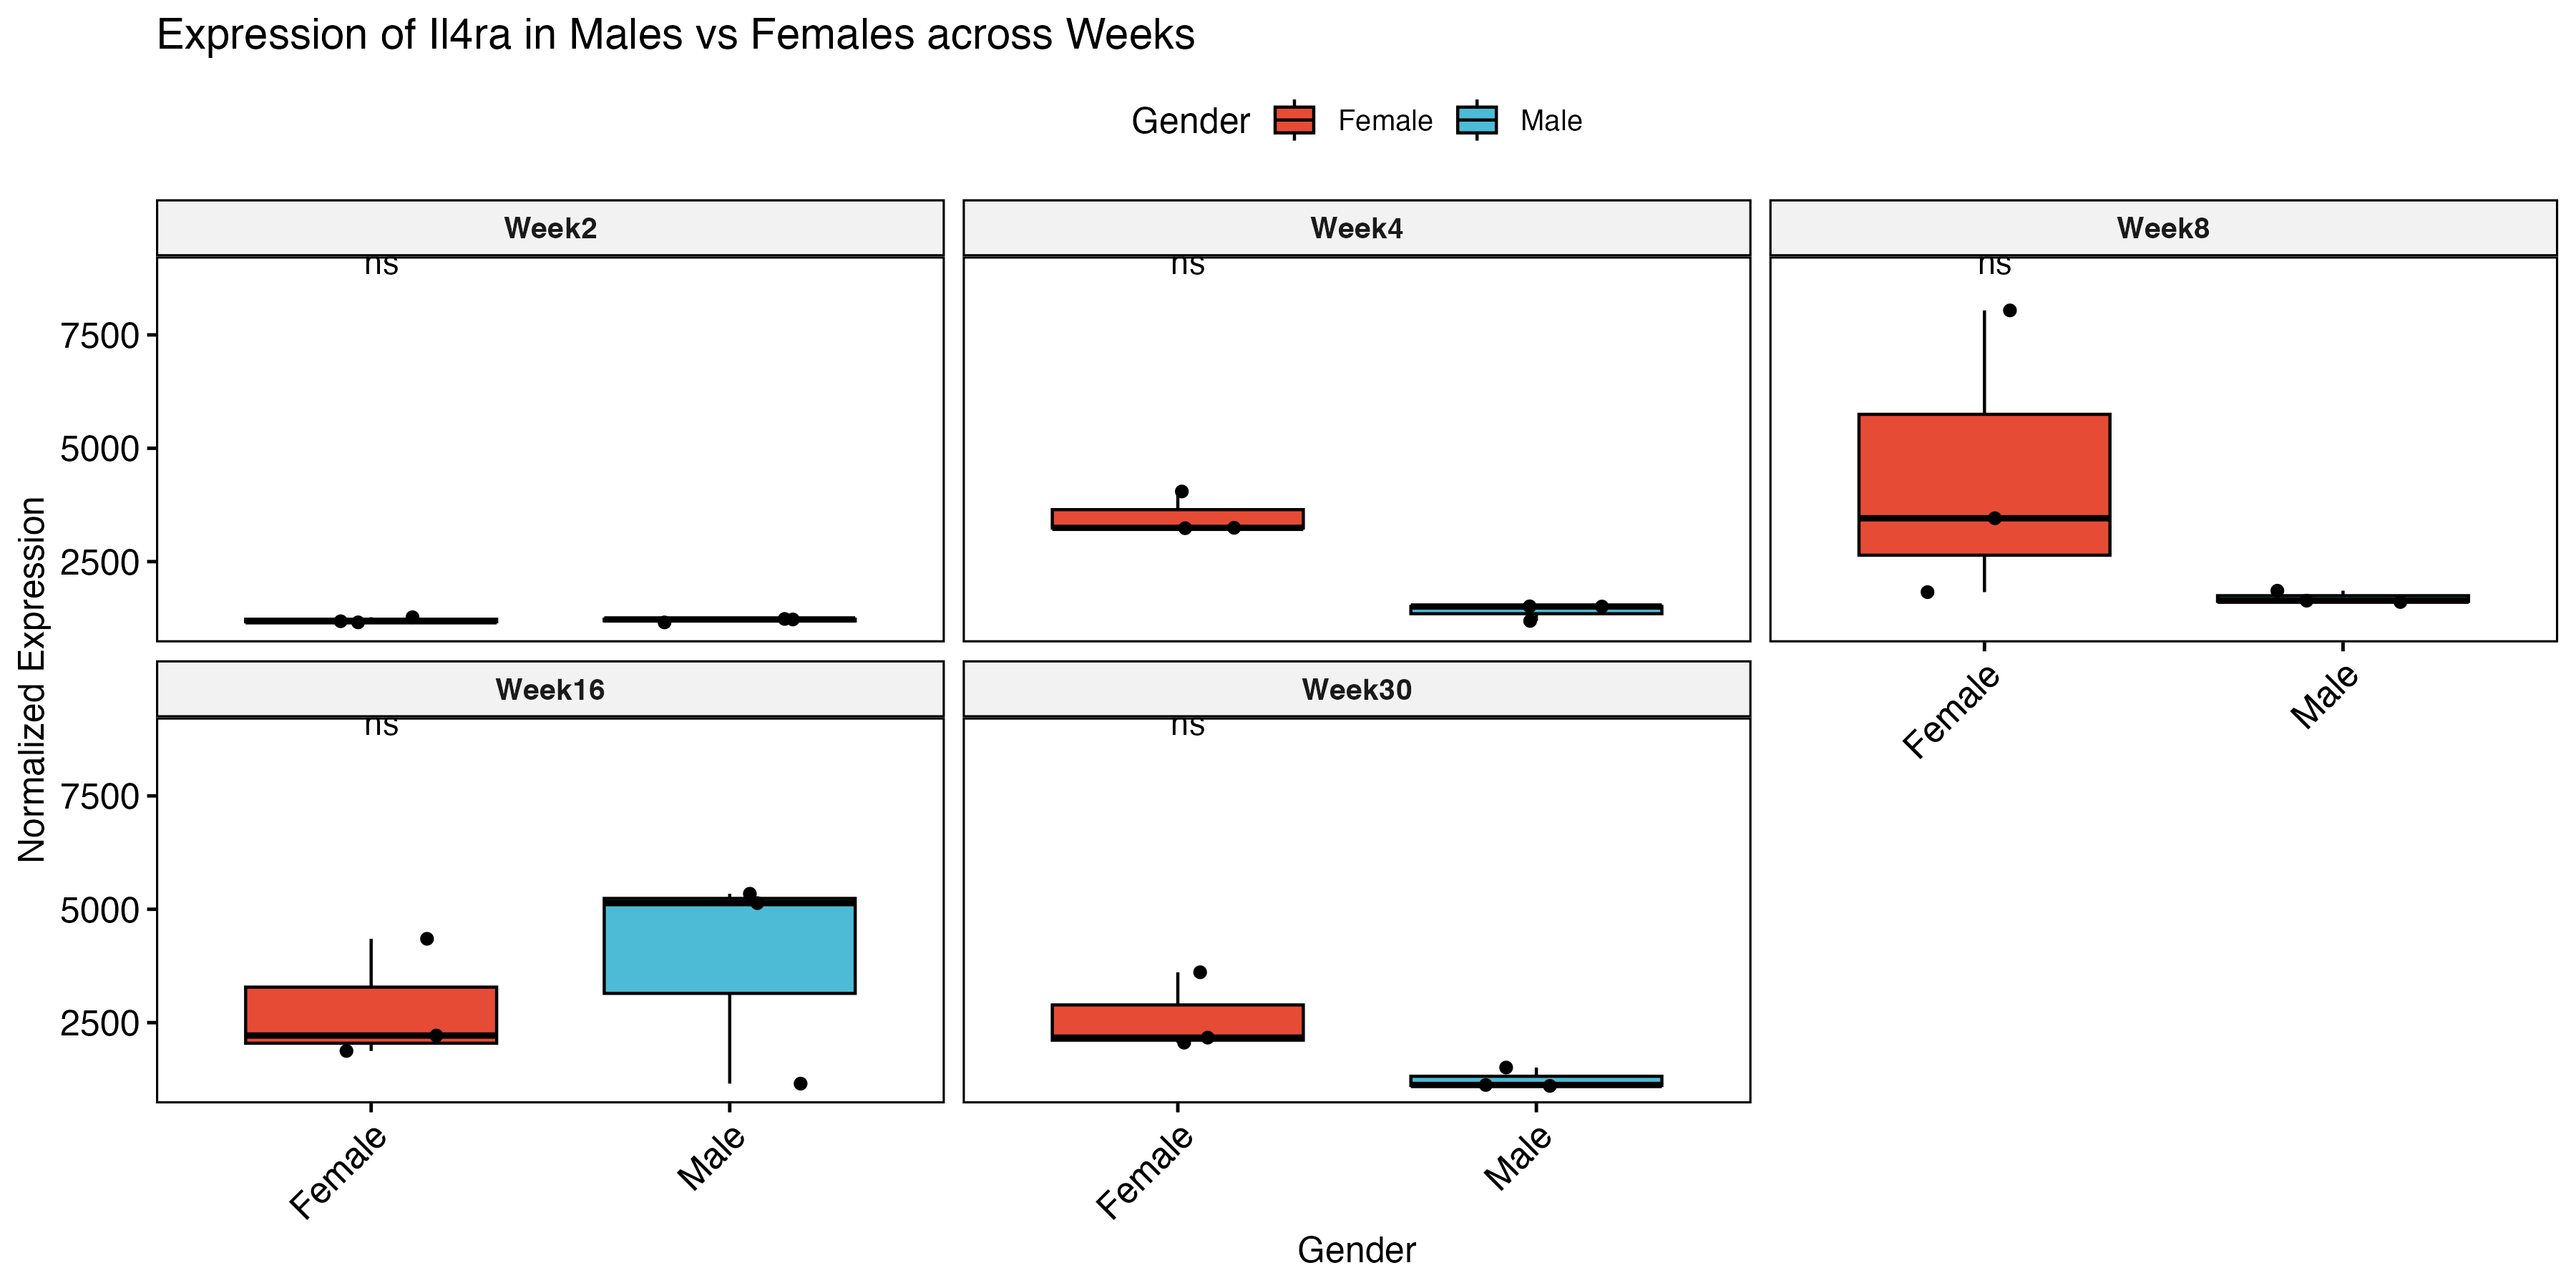 Expression of Il4ra in Males vs Females across Weeks
Gender Female Male
Week2 Week4 Week8
ns ns ns
7500
5000
2500
Female Male
Week16 Week30
ns ns
7500
5000
2500
Female Male Female Male
Normalized Expression
Gender